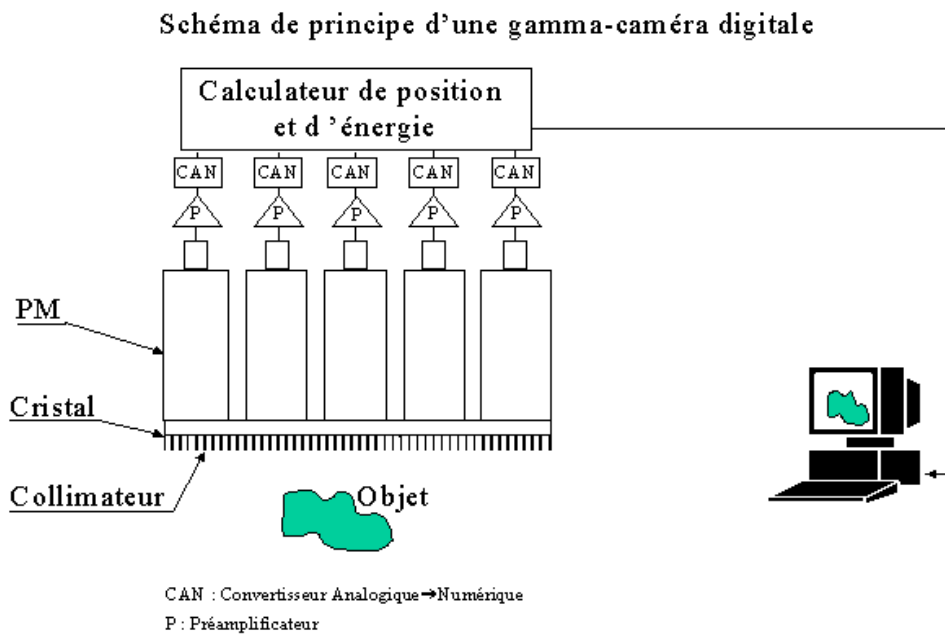 Schéma de principe d'une gamma-caméra digitale
Calculateur de position
et d 'énergie
CAN CAN CAN CAN CAN
P P P P P
PM
Cristal
Collimateur
Objet
CAN : Convertisseur Analogique→Numérique
P : Préamplificateur